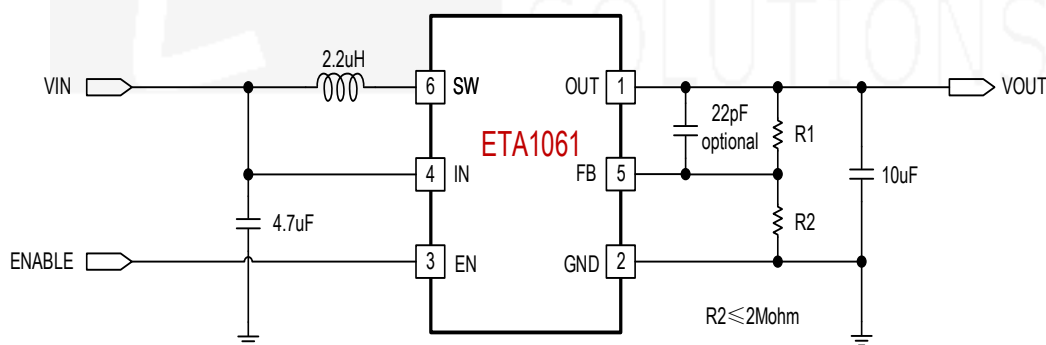 SOLUTIONS
2.2uH
VIN
6 SW
OUT 1
VOUT
22pF
optional
R1
ETA1061
4 IN
FB 5
10uF
4.7uF
R2
ENABLE
3 EN
GND 2
R2≤2Mohm